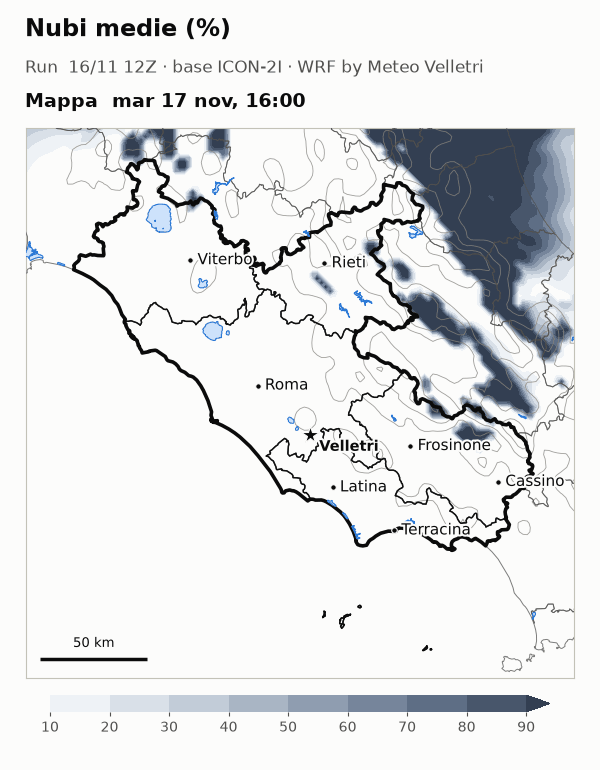 Nubi medie (%)
Run  16/11 12Z · base ICON-2I · WRF by Meteo Velletri
Mappa  mar 17 nov, 16:00
Viterbo
Rieti
Roma
Velletri
Frosinone
Cassino
Latina
Terracina
50 km
10 20 30 40 50 60 70 80 90